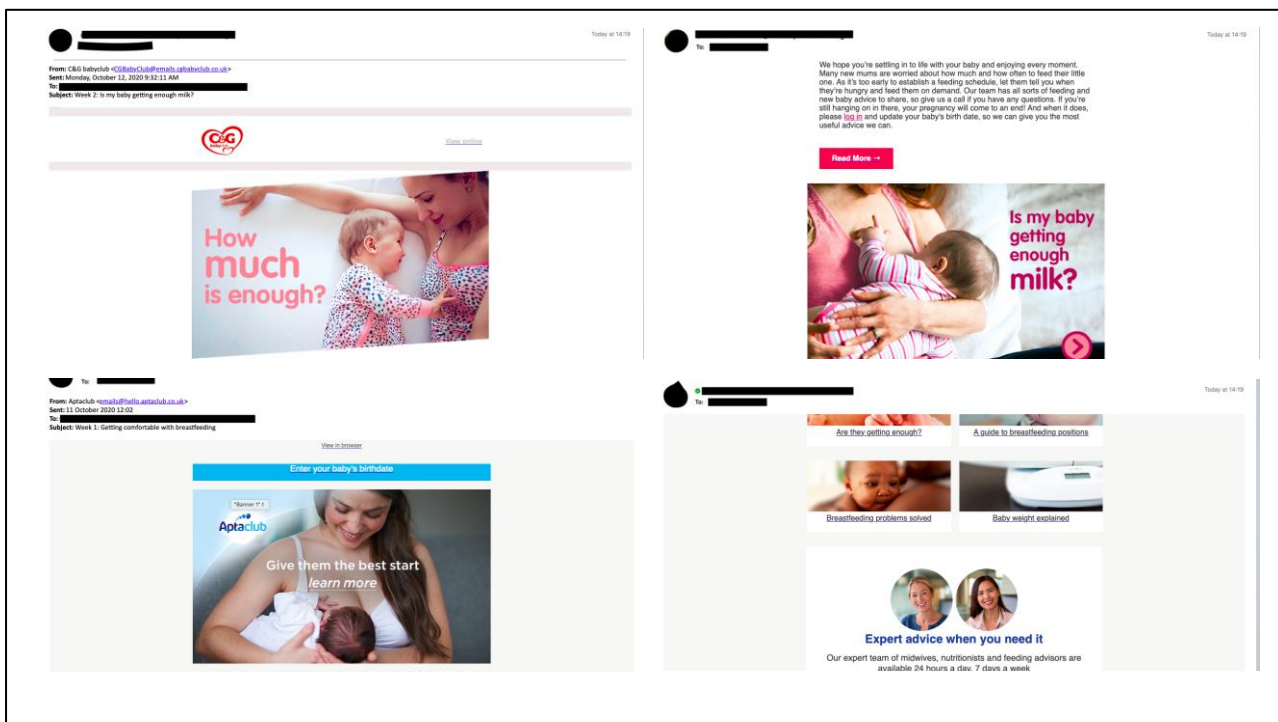 Today at 14:19
From: C&G babyclub <CGBabyClub@emails.cgbabyclub.co.uk>
Sent: Monday, October 12, 2020 9:32:11 AM
To:
Subject: Week 2: Is my baby getting enough milk?
C&G
babyclub
View online
How
much
is enough?
Today at 14:19
To:
We hope you're settling in to life with your baby and enjoying every moment.
Many new mums are worried about how much and how often to feed their little
one. As it's too early to establish a feeding schedule, let them tell you when
they're hungry and feed them on demand. Our team has all sorts of feeding and
new baby advice to share, so give us a call if you have any questions. If you're
still hanging on in there, your pregnancy will come to an end! And when it does,
please log in and update your baby's birth date, so we can give you the most
useful advice we can.
Read More →
Is my baby
getting
enough
milk?
To:
From: Aptaclub <emails@hello.aptaclub.co.uk>
Sent: 11 October 2020 12:02
To:
Subject: Week 1: Getting comfortable with breastfeeding
View in browser
Enter your baby's birthdate
"Banner 1" t
Aptaclub
Give them the best start
learn more
Today at 14:19
To:
Are they getting enough?
A guide to breastfeeding positions
Breastfeeding problems solved
Baby weight explained
Expert advice when you need it
Our expert team of midwives, nutritionists and feeding advisors are
available 24 hours a day, 7 days a week